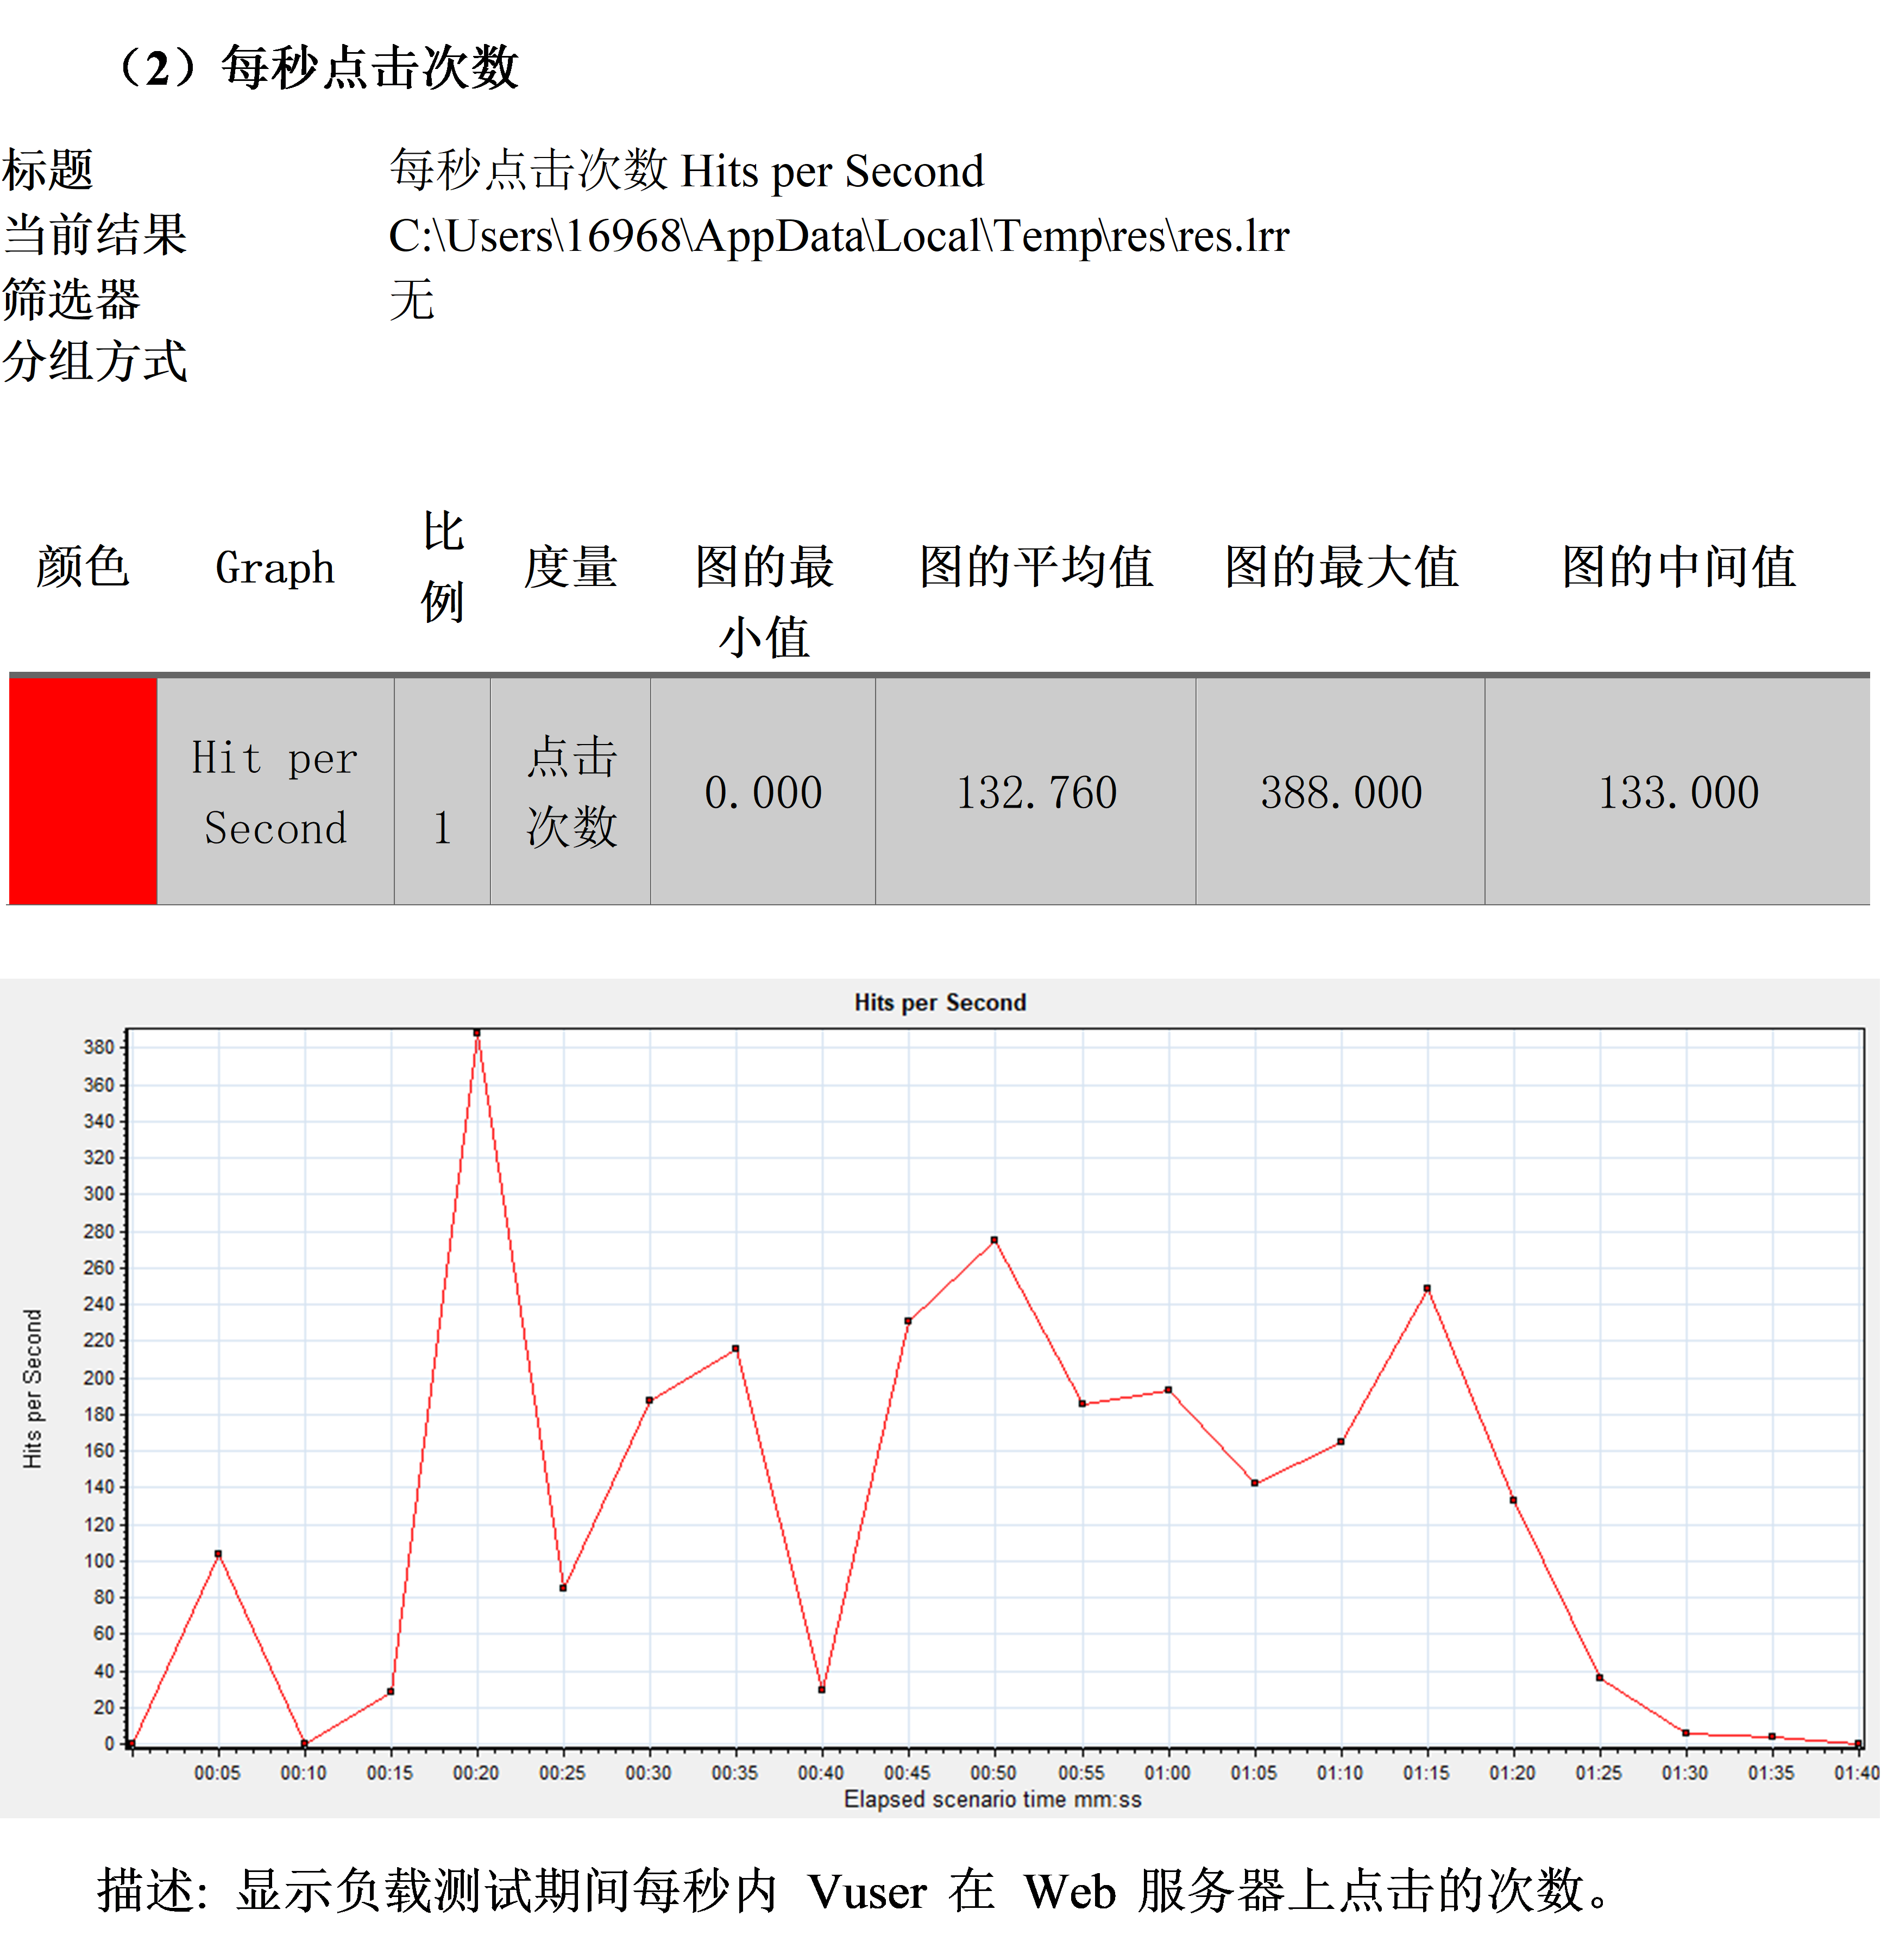 （2）每秒点击次数
标题 每秒点击次数 Hits per Second
当前结果 C:\Users\16968\AppData\Local\Temp\res\res.lrr
筛选器 无
分组方式
颜色 Graph 比例 度量 图的最小值 图的平均值 图的最大值 图的中间值
Hit per Second 1 点击次数 0.000 132.760 388.000 133.000
Hits per Second
380
360
340
320
300
280
260
240
220
200
180
160
140
120
100
80
60
40
20
0
Hits per Second
00:05 00:10 00:15 00:20 00:25 00:30 00:35 00:40 00:45 00:50 00:55 01:00 01:05 01:10 01:15 01:20 01:25 01:30 01:35 01:40
Elapsed scenario time mm:ss
描述: 显示负载测试期间每秒内 Vuser 在 Web 服务器上点击的次数。